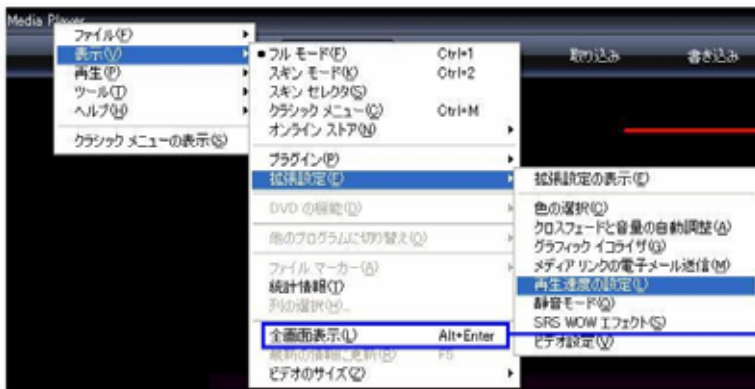 Media Player
ファイル(F)
表示(V)
再生(P)
ツール(T)
ヘルプ(H)
クラシック メニューの表示(S)
フル モード(F) Ctrl+1
スキン モード(K) Ctrl+2
スキン セレクタ(S)
クラシック メニュー(C) Ctrl+M
オンライン ストア(N)
プラグイン(P)
拡張設定(E)
DVD の機能(D)
他のプログラムに切り替え(O)
ファイル マーカー(A)
統計情報(T)
列の選択(H)...
全画面表示(L) Alt+Enter
最新の情報に更新(R) F5
ビデオのサイズ(Z)
取り込み
書き込み
拡張設定の表示(E)
色の選択(C)
クロスフェードと音量の自動調整(A)
グラフィック イコライザ(G)
メディア リンクの電子メール送信(M)
再生速度の設定(L)
静音モード(Q)
SRS WOW エフェクト(S)
ビデオ設定(V)